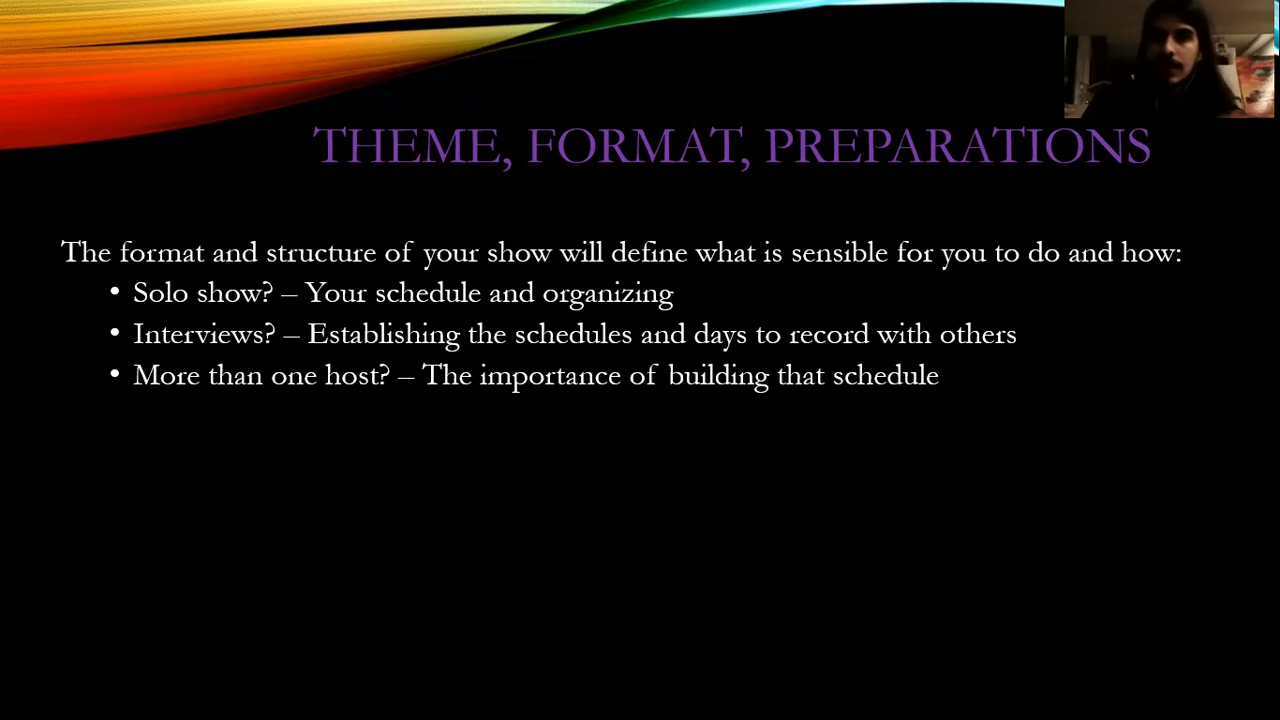 THEME, FORMAT, PREPARATIONS
The format and structure of your show will define what is sensible for you to do and how:
• Solo show? – Your schedule and organizing
• Interviews? – Establishing the schedules and days to record with others
• More than one host? – The importance of building that schedule